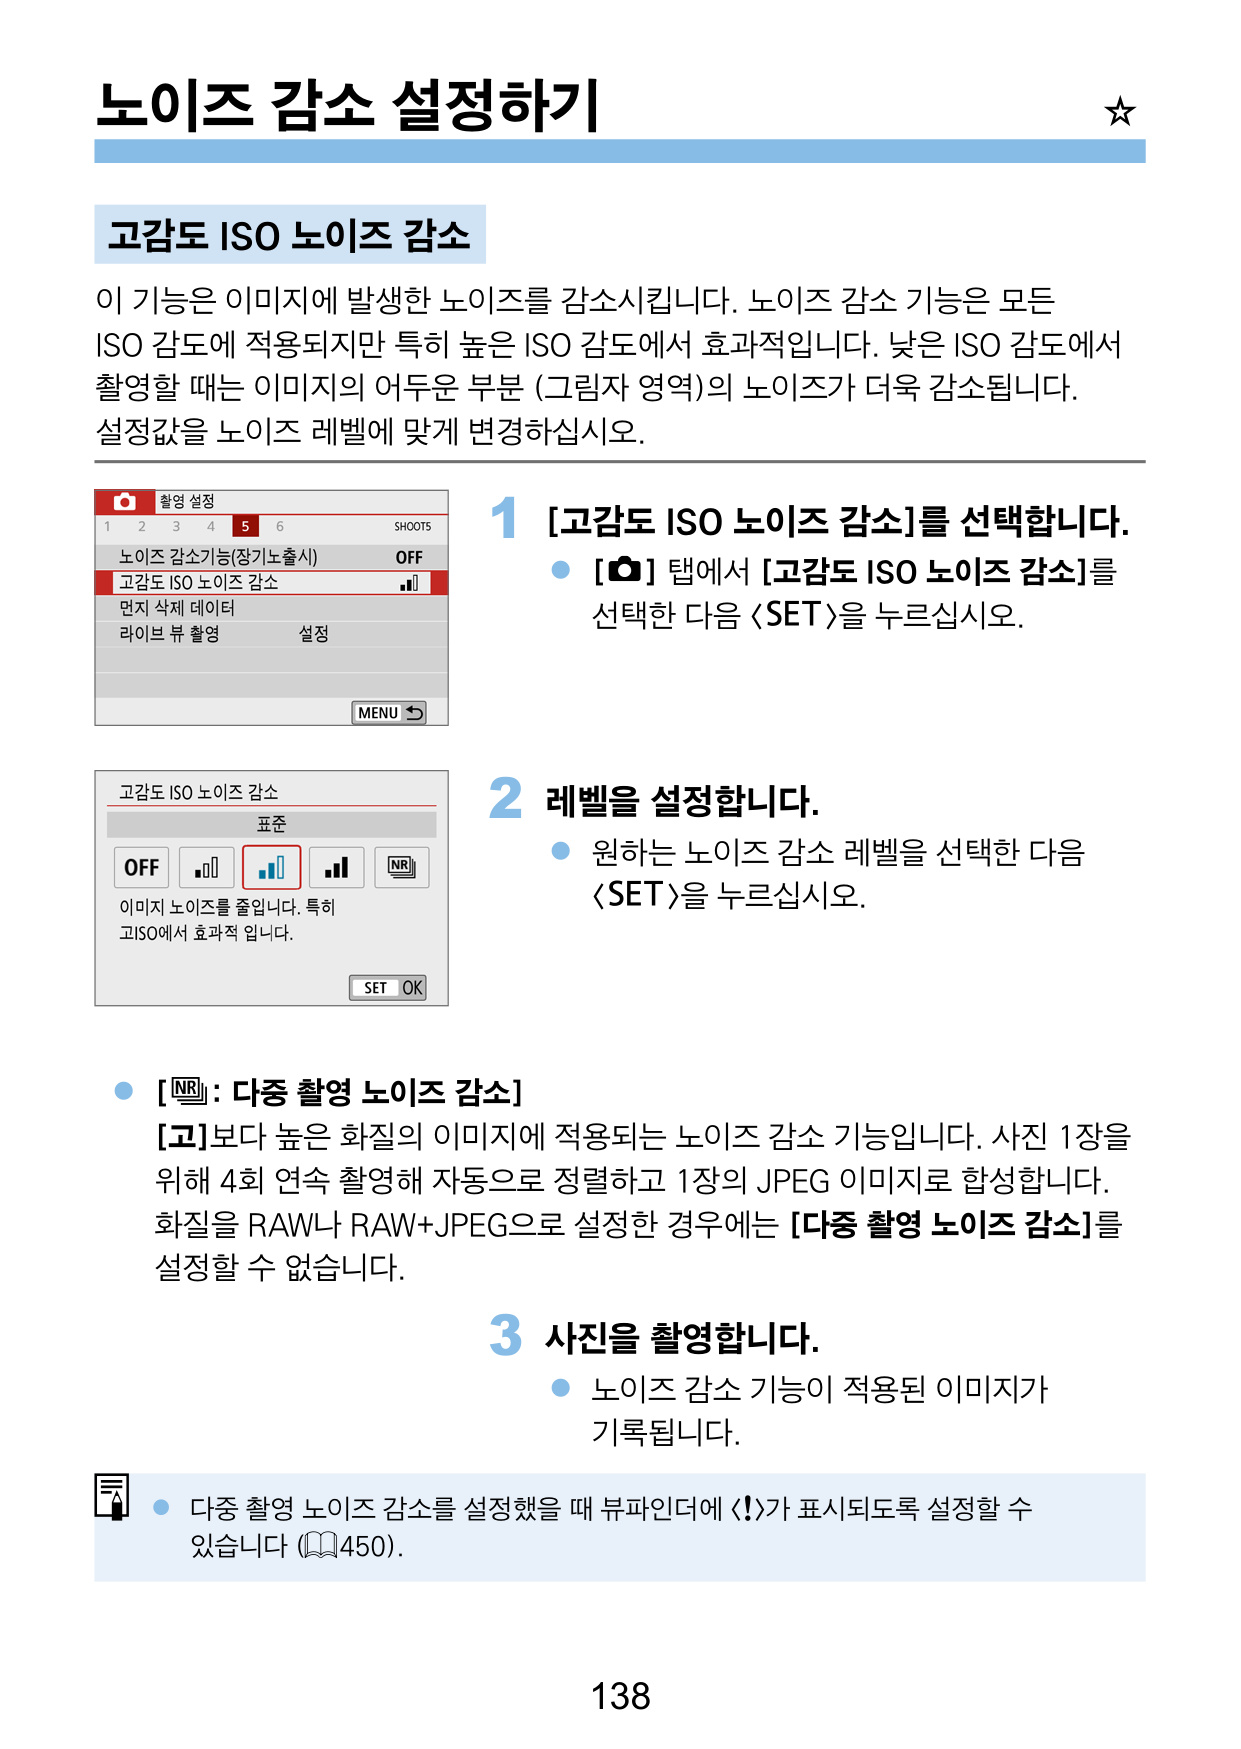 노이즈 감소 설정하기 ☆
고감도 ISO 노이즈 감소
이 기능은 이미지에 발생한 노이즈를 감소시킵니다. 노이즈 감소 기능은 모든
ISO 감도에 적용되지만 특히 높은 ISO 감도에서 효과적입니다. 낮은 ISO 감도에서
촬영할 때는 이미지의 어두운 부분 (그림자 영역)의 노이즈가 더욱 감소됩니다.
설정값을 노이즈 레벨에 맞게 변경하십시오.
촬영 설정
1 2 3 4 5 6 SHOOT5
노이즈 감소기능(장기노출시) OFF
고감도 ISO 노이즈 감소
먼지 삭제 데이터
라이브 뷰 촬영 설정
MENU
1 [고감도 ISO 노이즈 감소]를 선택합니다.
● [] 탭에서 [고감도 ISO 노이즈 감소]를
선택한 다음 <SET>을 누르십시오.
고감도 ISO 노이즈 감소
표준
OFF NR
이미지 노이즈를 줄입니다. 특히
고ISO에서 효과적 입니다.
SET OK
2 레벨을 설정합니다.
● 원하는 노이즈 감소 레벨을 선택한 다음
<SET>을 누르십시오.
● [NR: 다중 촬영 노이즈 감소]
[고]보다 높은 화질의 이미지에 적용되는 노이즈 감소 기능입니다. 사진 1장을
위해 4회 연속 촬영해 자동으로 정렬하고 1장의 JPEG 이미지로 합성합니다.
화질을 RAW나 RAW+JPEG으로 설정한 경우에는 [다중 촬영 노이즈 감소]를
설정할 수 없습니다.
3 사진을 촬영합니다.
● 노이즈 감소 기능이 적용된 이미지가
기록됩니다.
● 다중 촬영 노이즈 감소를 설정했을 때 뷰파인더에 <!>가 표시되도록 설정할 수
있습니다 (450).
138